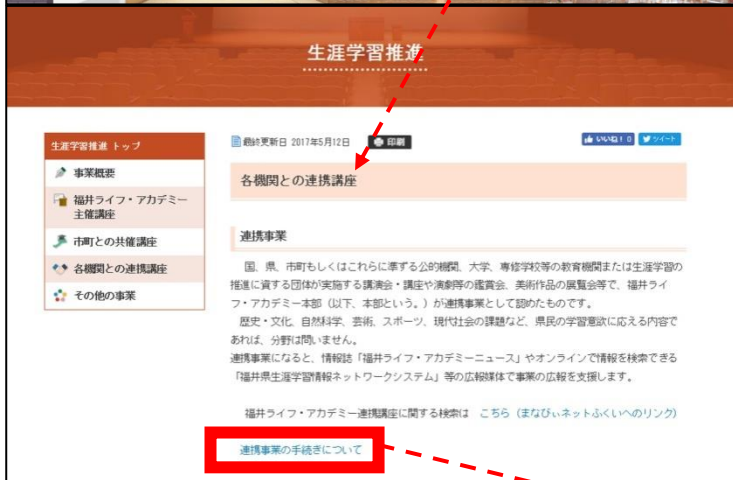 生涯学習推進
生涯学習推進 トップ
事業概要
福井ライフ・アカデミー
主催講座
市町との共催講座
各機関との連携講座
その他の事業
最終更新日 2017年5月12日
印刷
いいね！ 0
ツイート
各機関との連携講座
連携事業
国、県、市町もしくはこれらに準ずる公的機関、大学、専修学校等の教育機関または生涯学習の
推進に資する団体が実施する講演会・講座や演劇等の鑑賞会、美術作品の展覧会等で、福井ライ
フ・アカデミー本部（以下、本部という。）が連携事業として認めたものです。
歴史・文化、自然科学、芸術、スポーツ、現代社会の課題など、県民の学習意欲に応える内容で
あれば、分野は問いません。
連携事業になると、情報誌「福井ライフ・アカデミーニュース」やオンラインで情報を検索できる
「福井県生涯学習情報ネットワークシステム」等の広報媒体で事業の広報を支援します。
福井ライフ・アカデミー連携講座に関する検索は こちら（まなびぃネットふくいへのリンク）
連携事業の手続きについて